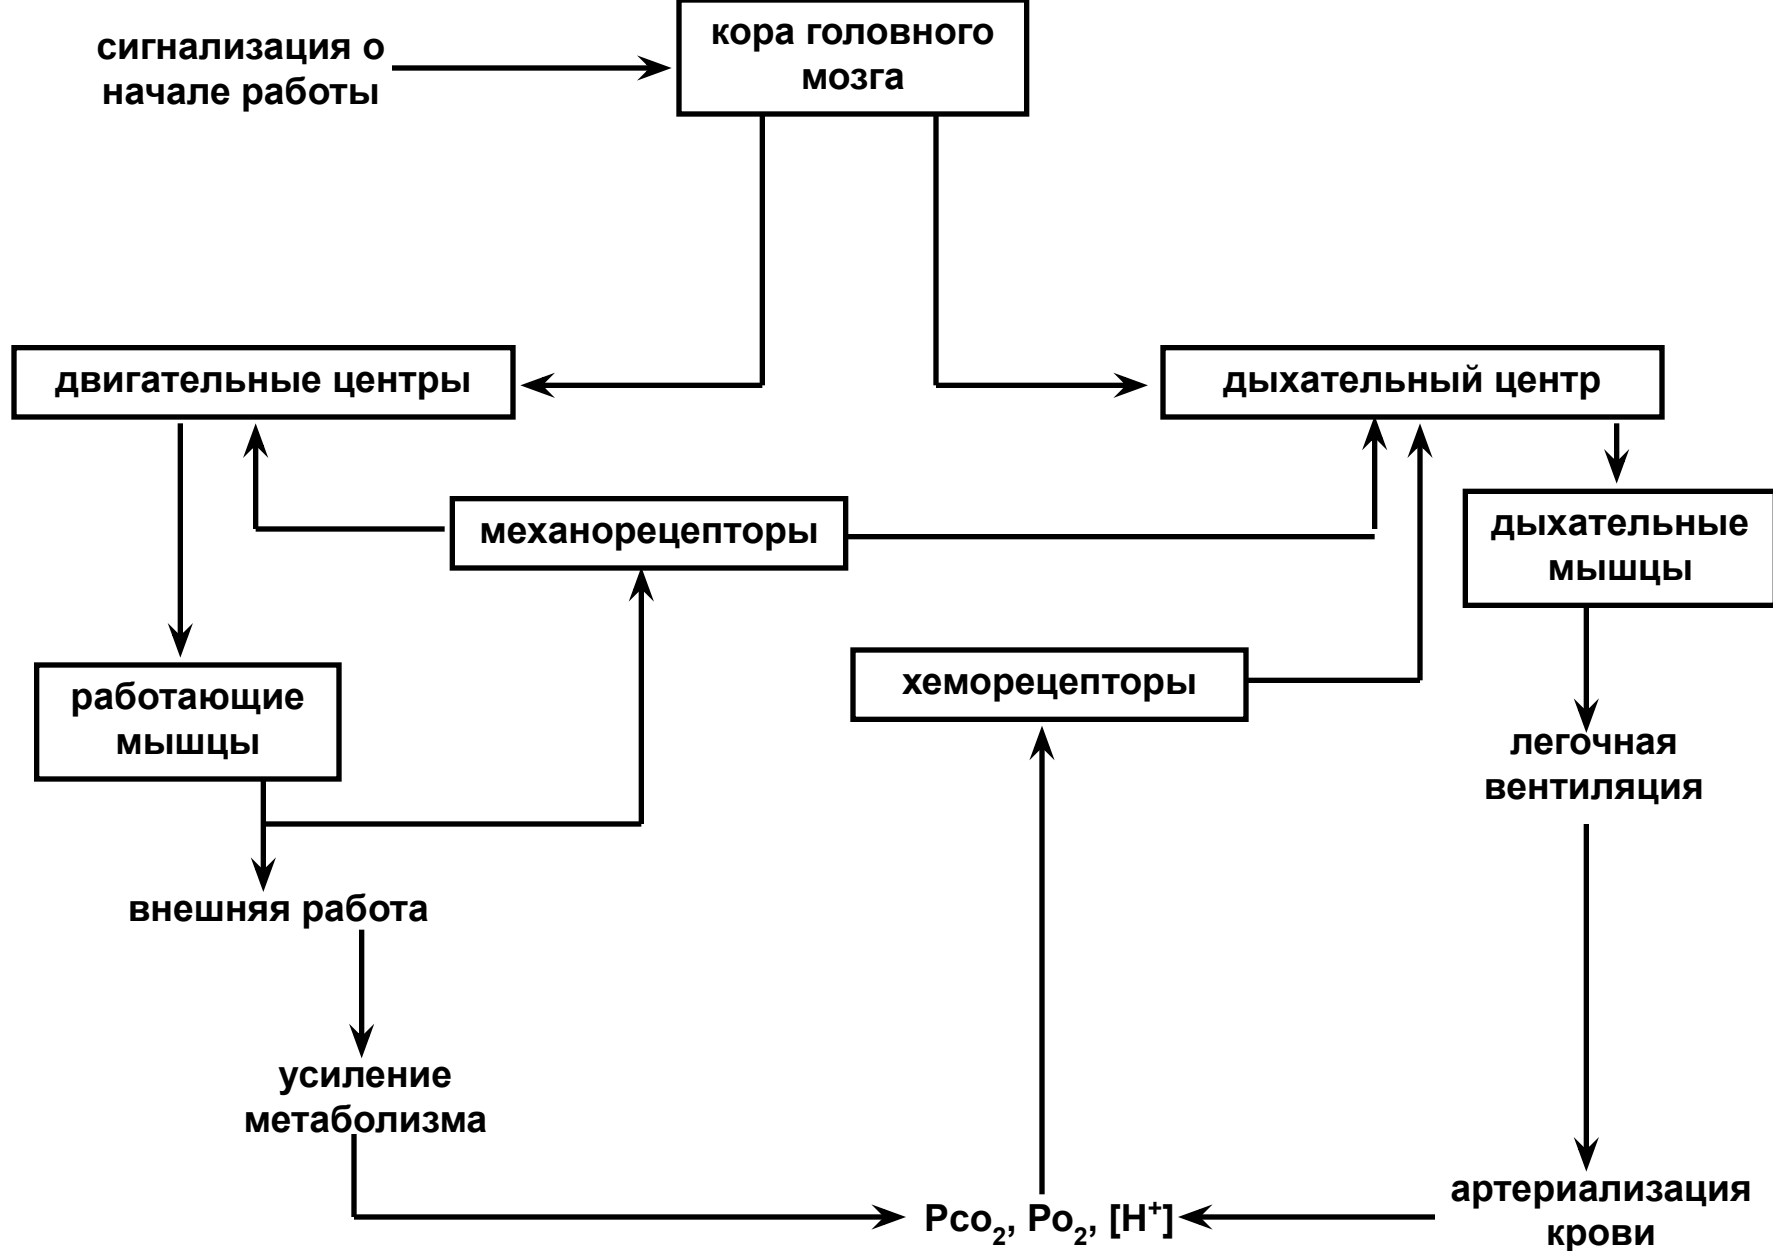 сигнализация о
начале работы
кора головного
мозга
двигательные центры
дыхательный центр
механорецепторы
дыхательные
мышцы
работающие
мышцы
хеморецепторы
легочная
вентиляция
внешняя работа
усиление
метаболизма
Pco₂, Po₂, [H⁺]
артериализация
крови